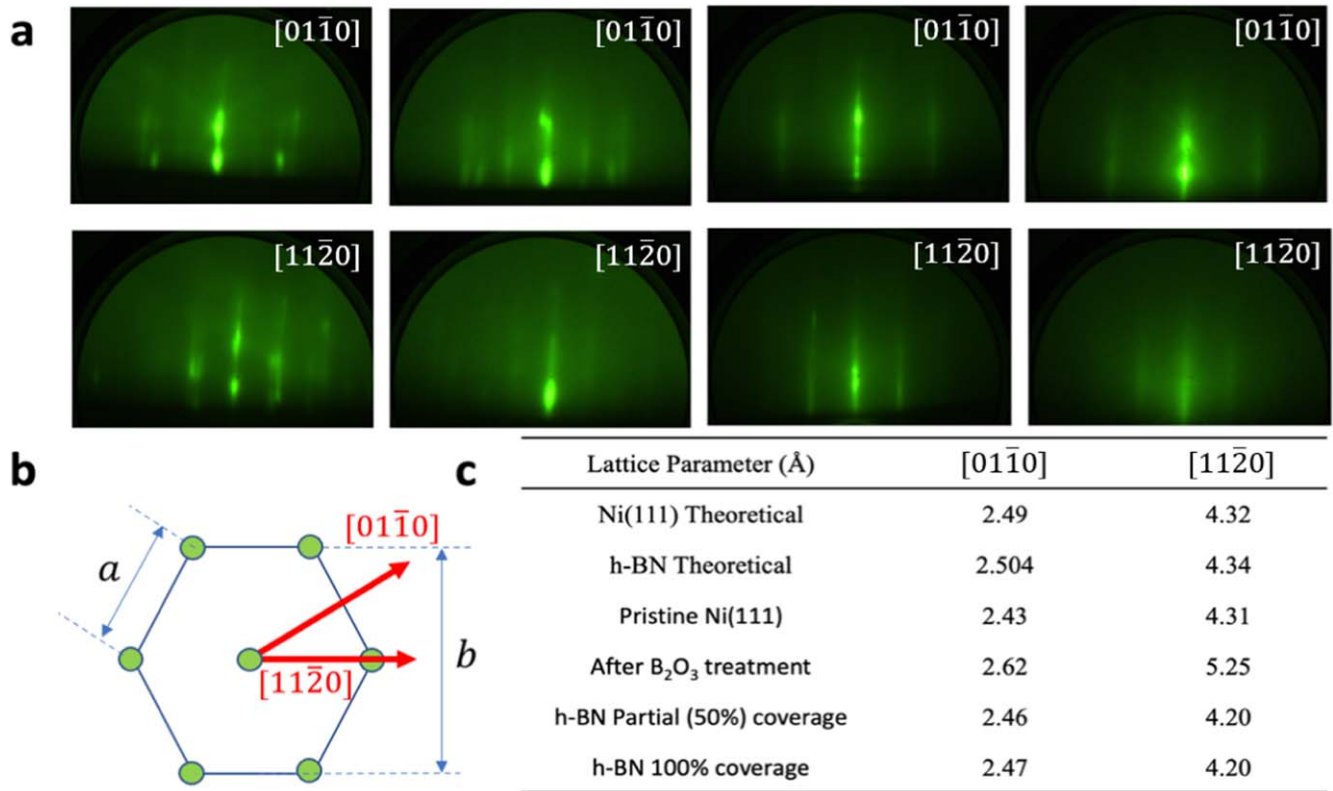 a
[011̅0] [011̅0] [011̅0] [011̅0]
[112̅0] [112̅0] [112̅0] [112̅0]
b
[011̅0]
a
b
[112̅0]
c
Lattice Parameter (Å) [011̅0] [112̅0]
Ni(111) Theoretical 2.49 4.32
h-BN Theoretical 2.504 4.34
Pristine Ni(111) 2.43 4.31
After B₂O₃ treatment 2.62 5.25
h-BN Partial (50%) coverage 2.46 4.20
h-BN 100% coverage 2.47 4.20